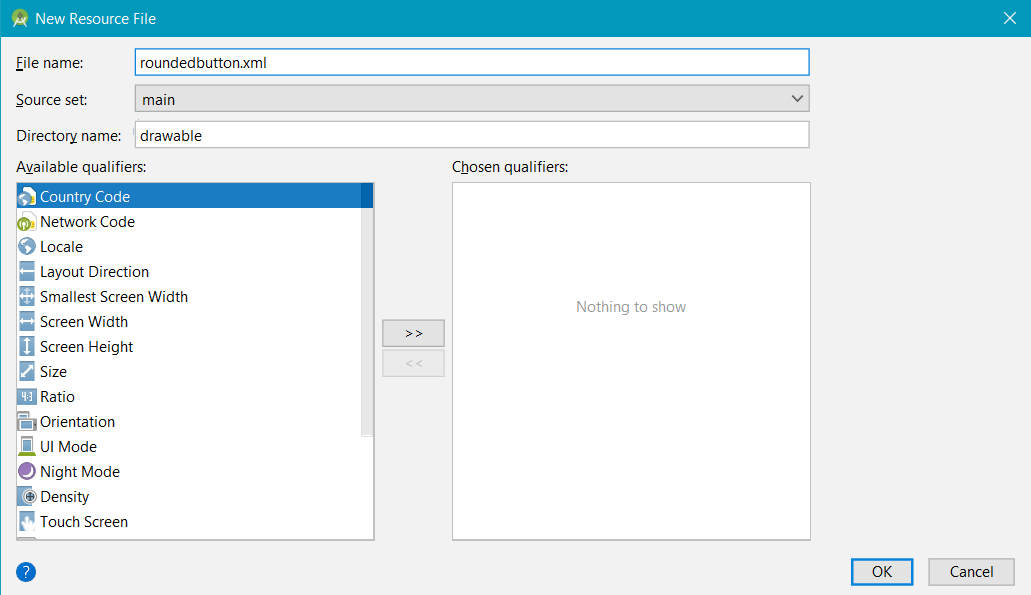 New Resource File
File name: roundedbutton.xml
Source set: main
Directory name: drawable
Available qualifiers:
Country Code
Network Code
Locale
Layout Direction
Smallest Screen Width
Screen Width
Screen Height
Size
4:3 Ratio
Orientation
UI Mode
Night Mode
Density
Touch Screen
>>
<<
Chosen qualifiers:
Nothing to show
?
OK
Cancel